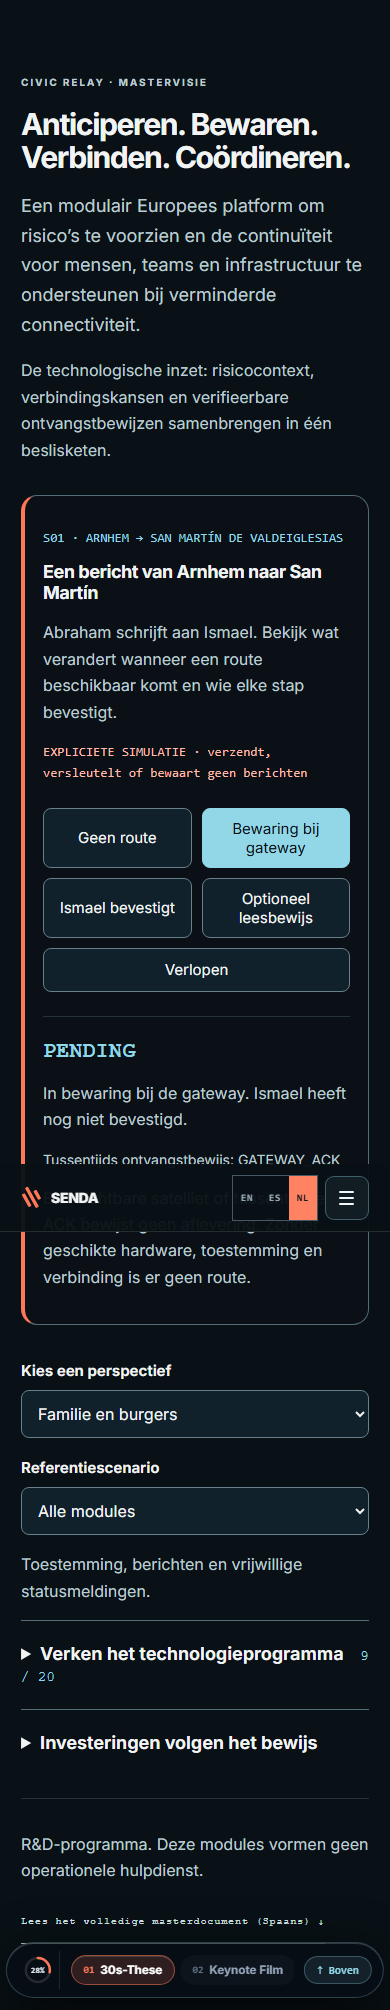 CIVIC RELAY · MASTERVISIE
Anticiperen. Bewaren.
Verbinden. Coördineren.
Een modulair Europees platform om
risico’s te voorzien en de continuïteit
voor mensen, teams en infrastructuur te
ondersteunen bij verminderde
connectiviteit.
De technologische inzet: risicocontext,
verbindingskansen en verifieerbare
ontvangstbewijzen samenbrengen in één
beslisketen.
S01 · ARNHEM → SAN MARTÍN DE VALDEIGLESIAS
Een bericht van Arnhem naar San
Martín
Abraham schrijft aan Ismael. Bekijk wat
verandert wanneer een route
beschikbaar komt en wie elke stap
bevestigt.
EXPLICIETE SIMULATIE · verzendt,
versleutelt of bewaart geen berichten
Geen route
Bewaring bij
gateway
Ismael bevestigt
Optioneel
leesbewijs
Verlopen
PENDING
In bewaring bij de gateway. Ismael heeft
nog niet bevestigd.
Tussentijds ontvangstbewijs: GATEWAY_ACK
SENDA
EN ES NL
☰
ACK bewijst geen aflevering. Zonder
geschikte hardware, toestemming en
verbinding is er geen route.
Kies een perspectief
Familie en burgers
Referentiescenario
Alle modules
Toestemming, berichten en vrijwillige
statusmeldingen.
▶ Verken het technologieprogramma 9
/ 20
▶ Investeringen volgen het bewijs
R&D-programma. Deze modules vormen geen
operationele hulpdienst.
Lees het volledige masterdocument (Spaans) ↓
28%
01 30s-These
02 Keynote Film
↑ Boven